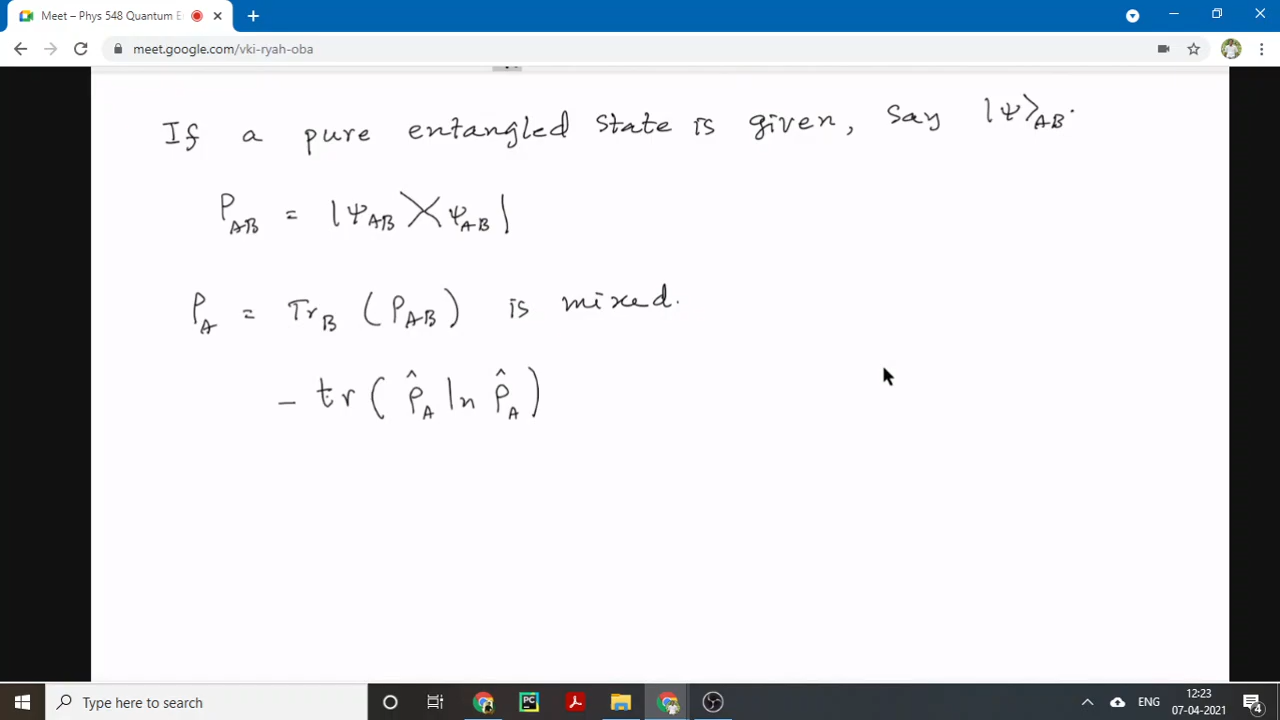 Meet – Phys 548 Quantum E
meet.google.com/vki-ryah-oba
If a pure entangled state is given, say |Ψ⟩_AB.
ρ_AB = |Ψ_AB⟩⟨Ψ_AB|
ρ_A = Tr_B (ρ_AB) is mixed.
– tr ( ρ̂_A ln ρ̂_A )
Type here to search
PC
ENG
12:23
07-04-2021
4